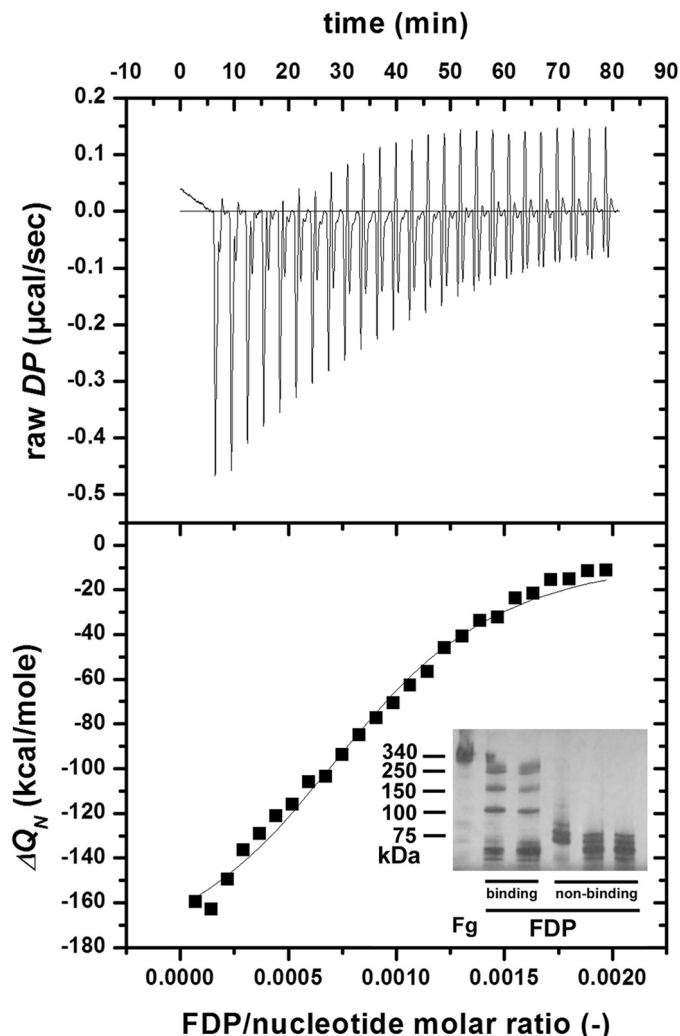 time (min)
-10 0 10 20 30 40 50 60 70 80 90
0.2
0.1
0.0
-0.1
-0.2
-0.3
-0.4
-0.5
raw DP (μcal/sec)
0
-20
-40
-60
-80
-100
-120
-140
-160
-180
ΔQN (kcal/mole)
340
250
150
100
75
kDa
binding non-binding
Fg FDP
0.0000 0.0005 0.0010 0.0015 0.0020
FDP/nucleotide molar ratio (-)